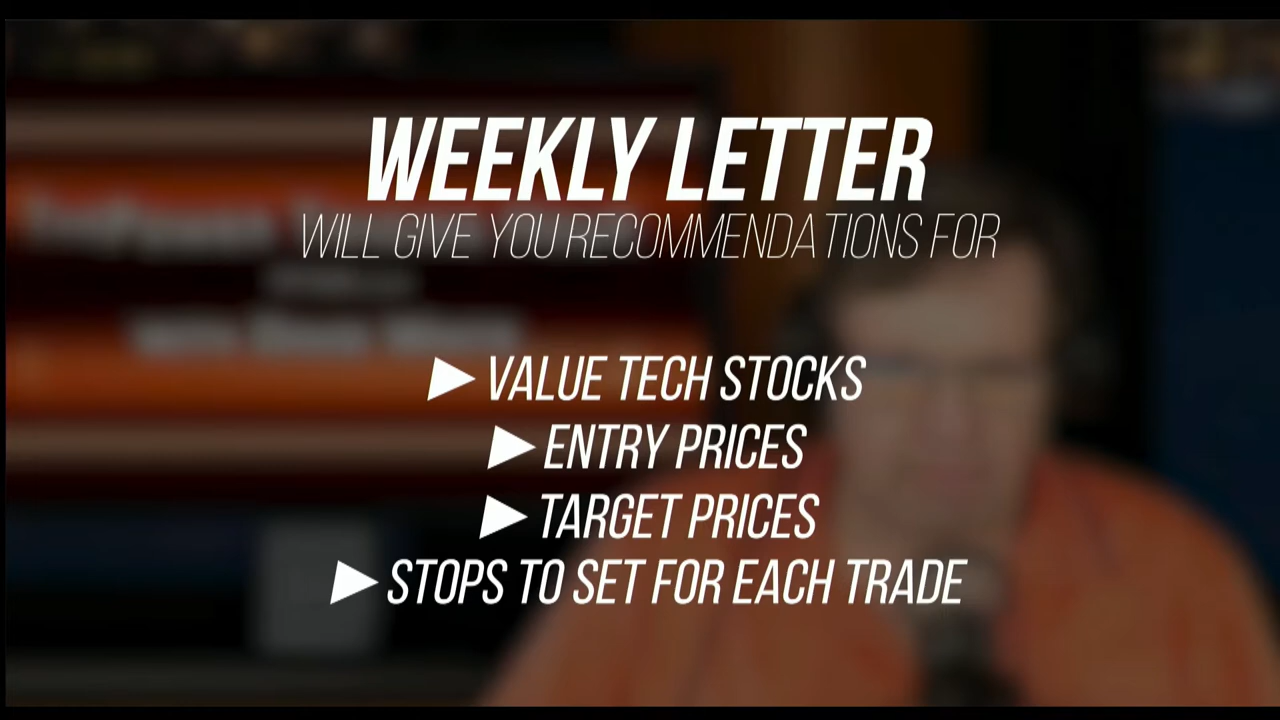 WEEKLY LETTER
WILL GIVE YOU RECOMMENDATIONS FOR
► VALUE TECH STOCKS
► ENTRY PRICES
► TARGET PRICES
► STOPS TO SET FOR EACH TRADE